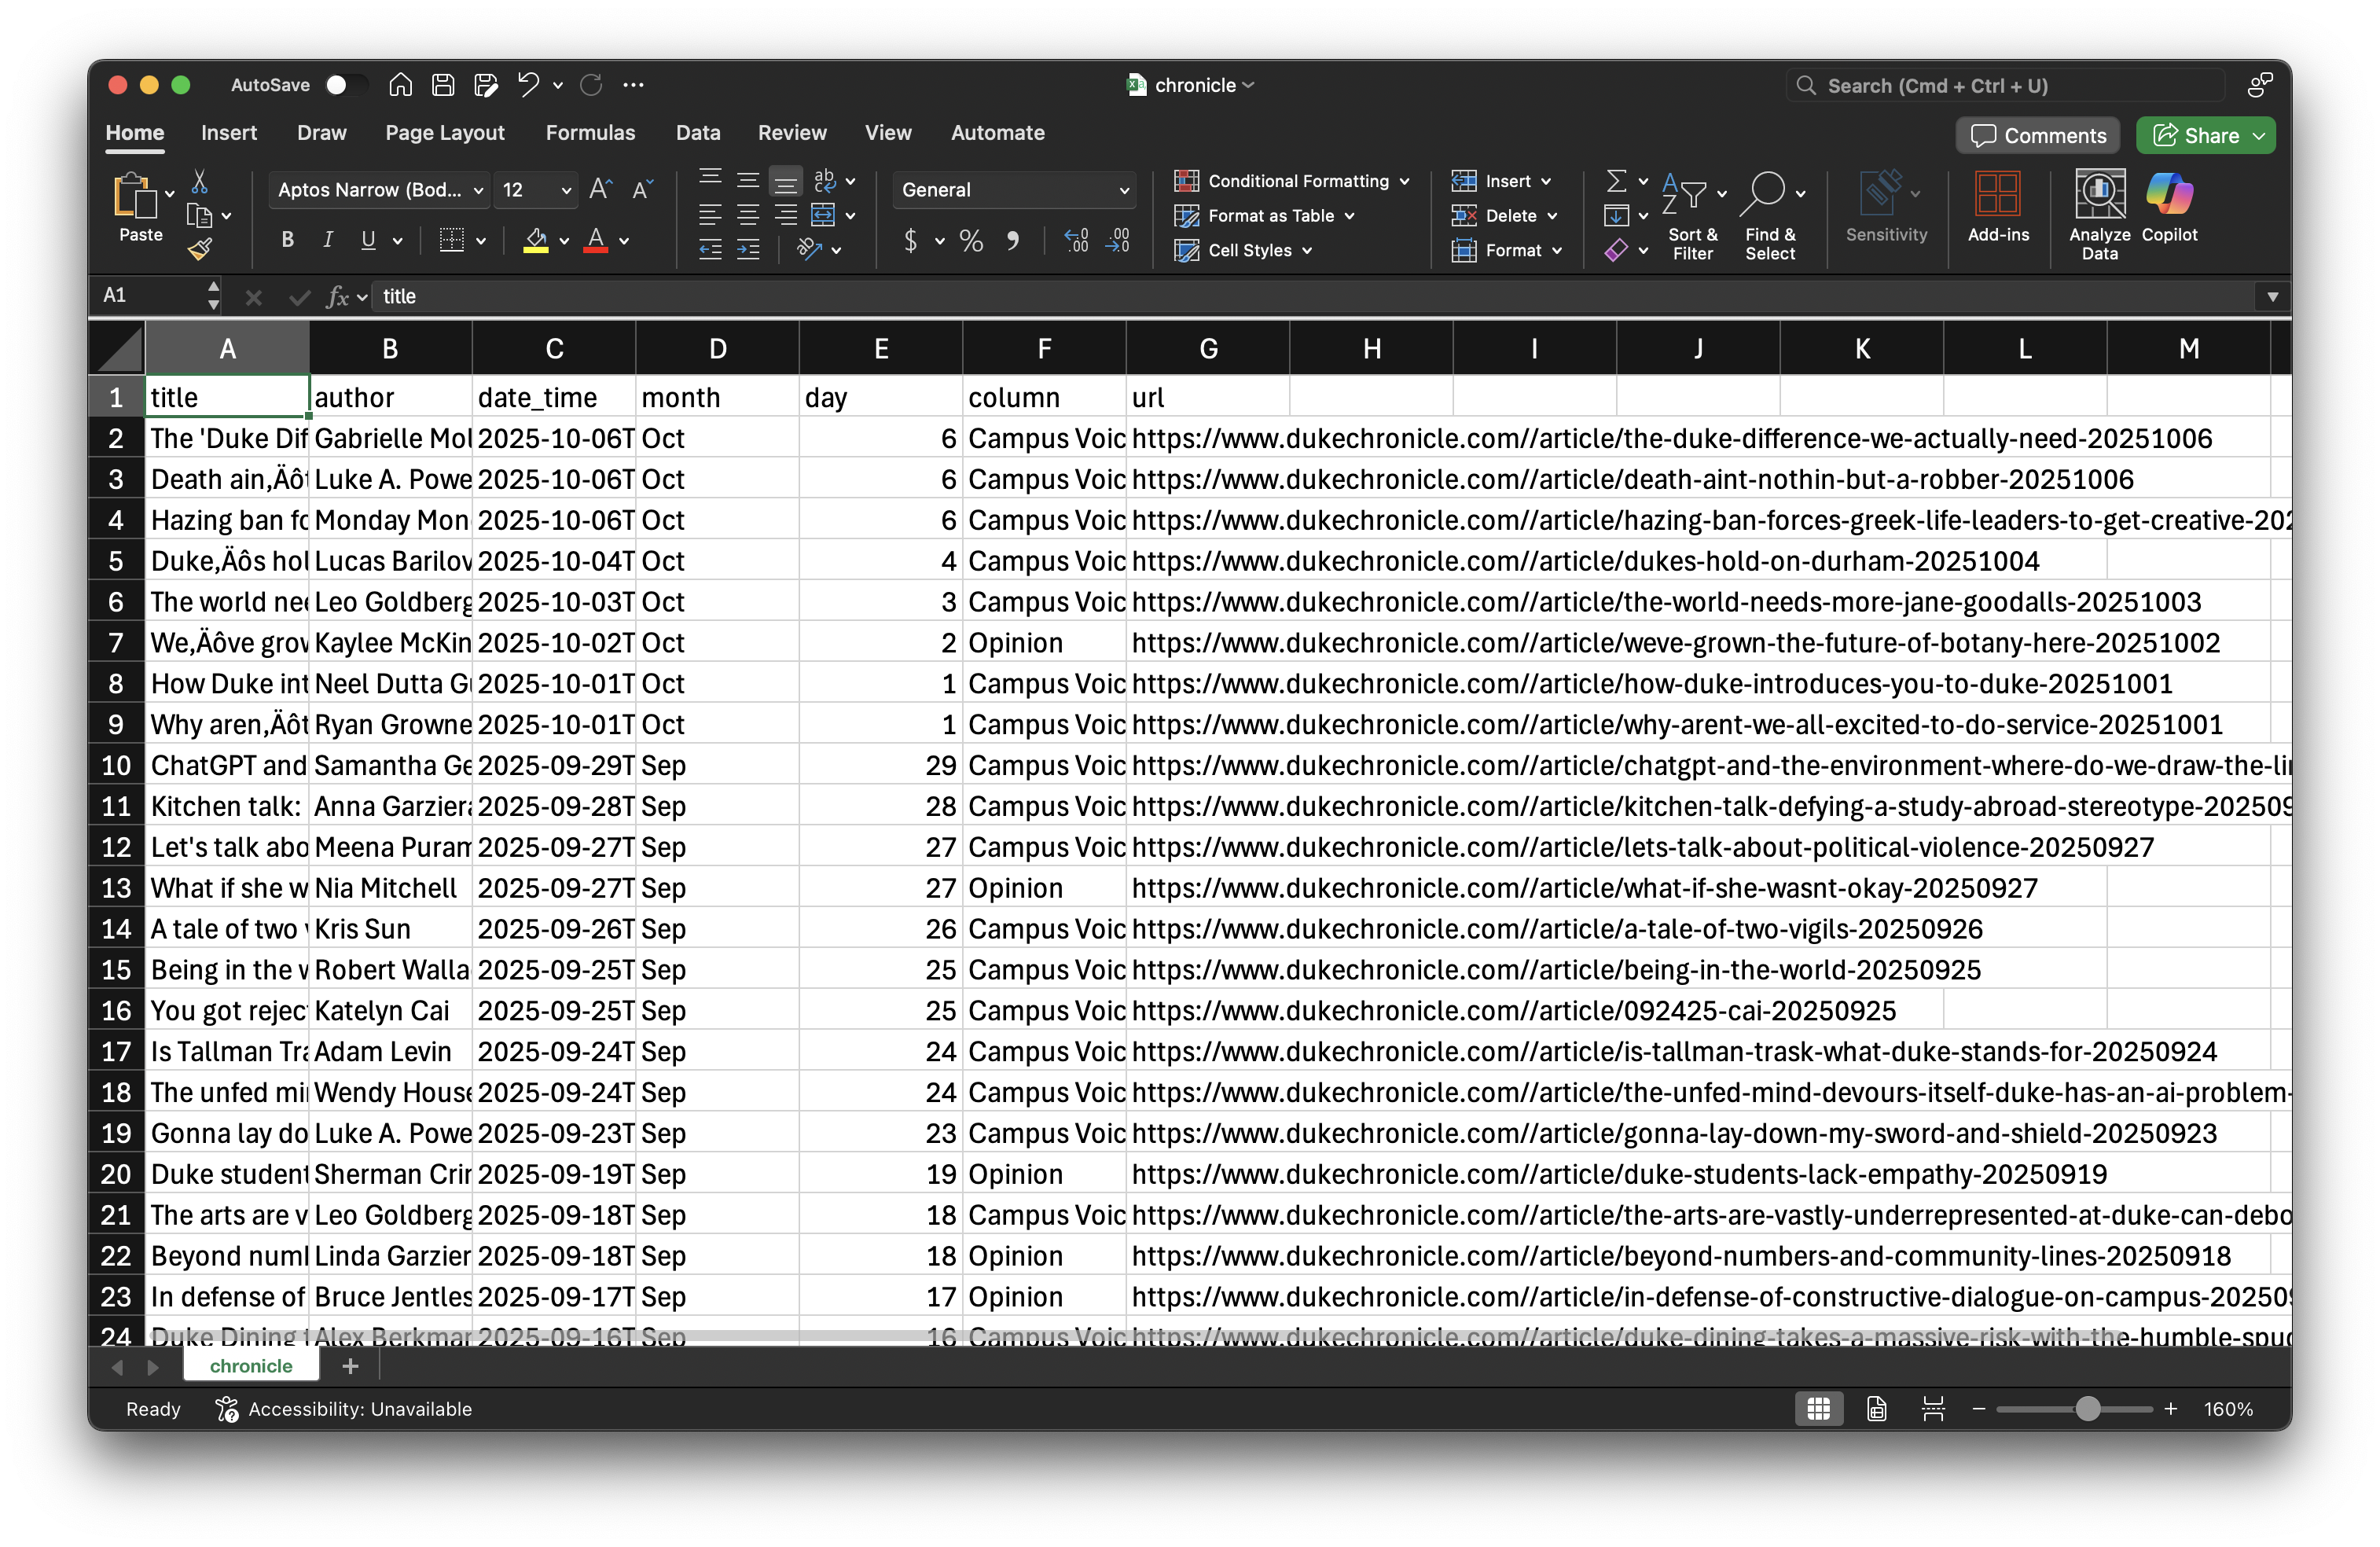 AutoSave
chronicle
Search (Cmd + Ctrl + U)
Home Insert Draw Page Layout Formulas Data Review View Automate
Comments Share
Paste
Aptos Narrow (Bod... 12
General
Conditional Formatting
Format as Table
Cell Styles
Insert
Delete
Format
Sort & Filter
Find & Select
Sensitivity
Add-ins
Analyze Data
Copilot
A1 fx title
A B C D E F G H I J K L M
1 title author date_time month day column url
2 The 'Duke Dif Gabrielle Mol 2025-10-06T Oct 6 Campus Voic https://www.dukechronicle.com//article/the-duke-difference-we-actually-need-20251006
3 Death ain‚Äôt Luke A. Powe 2025-10-06T Oct 6 Campus Voic https://www.dukechronicle.com//article/death-aint-nothin-but-a-robber-20251006
4 Hazing ban fo Monday Mon 2025-10-06T Oct 6 Campus Voic https://www.dukechronicle.com//article/hazing-ban-forces-greek-life-leaders-to-get-creative-202
5 Duke‚Äôs hol Lucas Barilov 2025-10-04T Oct 4 Campus Voic https://www.dukechronicle.com//article/dukes-hold-on-durham-20251004
6 The world nee Leo Goldberg 2025-10-03T Oct 3 Campus Voic https://www.dukechronicle.com//article/the-world-needs-more-jane-goodalls-20251003
7 We‚Äôve grow Kaylee McKin 2025-10-02T Oct 2 Opinion https://www.dukechronicle.com//article/weve-grown-the-future-of-botany-here-20251002
8 How Duke int Neel Dutta Gu 2025-10-01T Oct 1 Campus Voic https://www.dukechronicle.com//article/how-duke-introduces-you-to-duke-20251001
9 Why aren‚Äôt Ryan Growne 2025-10-01T Oct 1 Campus Voic https://www.dukechronicle.com//article/why-arent-we-all-excited-to-do-service-20251001
10 ChatGPT and Samantha Ge 2025-09-29T Sep 29 Campus Voic https://www.dukechronicle.com//article/chatgpt-and-the-environment-where-do-we-draw-the-lin
11 Kitchen talk: Anna Garziera 2025-09-28T Sep 28 Campus Voic https://www.dukechronicle.com//article/kitchen-talk-defying-a-study-abroad-stereotype-202509
12 Let's talk abo Meena Puram 2025-09-27T Sep 27 Campus Voic https://www.dukechronicle.com//article/lets-talk-about-political-violence-20250927
13 What if she w Nia Mitchell 2025-09-27T Sep 27 Opinion https://www.dukechronicle.com//article/what-if-she-wasnt-okay-20250927
14 A tale of two v Kris Sun 2025-09-26T Sep 26 Campus Voic https://www.dukechronicle.com//article/a-tale-of-two-vigils-20250926
15 Being in the w Robert Walla 2025-09-25T Sep 25 Campus Voic https://www.dukechronicle.com//article/being-in-the-world-20250925
16 You got rejec Katelyn Cai 2025-09-25T Sep 25 Campus Voic https://www.dukechronicle.com//article/092425-cai-20250925
17 Is Tallman Tra Adam Levin 2025-09-24T Sep 24 Campus Voic https://www.dukechronicle.com//article/is-tallman-trask-what-duke-stands-for-20250924
18 The unfed mi Wendy House 2025-09-24T Sep 24 Campus Voic https://www.dukechronicle.com//article/the-unfed-mind-devours-itself-duke-has-an-ai-problem-
19 Gonna lay do Luke A. Powe 2025-09-23T Sep 23 Campus Voic https://www.dukechronicle.com//article/gonna-lay-down-my-sword-and-shield-20250923
20 Duke student Sherman Crin 2025-09-19T Sep 19 Opinion https://www.dukechronicle.com//article/duke-students-lack-empathy-20250919
21 The arts are v Leo Goldberg 2025-09-18T Sep 18 Campus Voic https://www.dukechronicle.com//article/the-arts-are-vastly-underrepresented-at-duke-can-debo
22 Beyond numl Linda Garzier 2025-09-18T Sep 18 Opinion https://www.dukechronicle.com//article/beyond-numbers-and-community-lines-20250918
23 In defense of Bruce Jentles 2025-09-17T Sep 17 Opinion https://www.dukechronicle.com//article/in-defense-of-constructive-dialogue-on-campus-202509
24 Duke Dining t Alex Berkmar 2025-09-16T Sep 16 Campus Voic https://www.dukechronicle.com//article/duke-dining-takes-a-massive-risk-with-the-humble-spud
chronicle
Ready Accessibility: Unavailable 160%